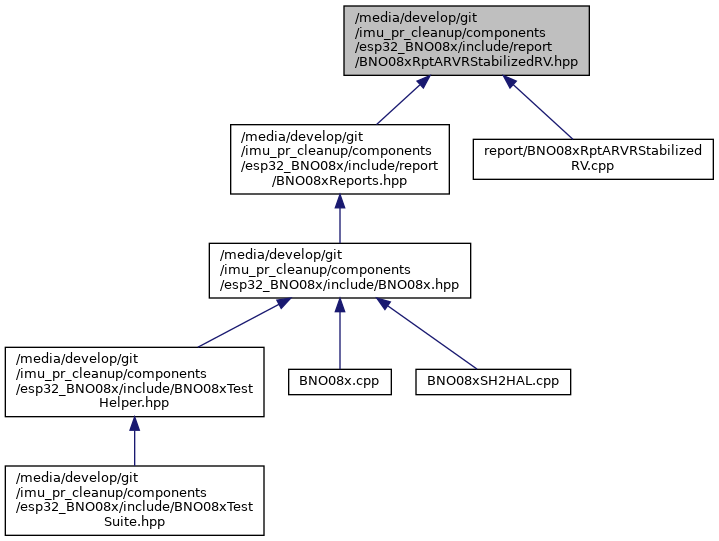 /media/develop/git
/imu_pr_cleanup/components
/esp32_BNO08x/include/report
/BNO08xRptARVRStabilizedRV.hpp
/media/develop/git
/imu_pr_cleanup/components
/esp32_BNO08x/include/report
/BNO08xReports.hpp
report/BNO08xRptARVRStabilized
RV.cpp
/media/develop/git
/imu_pr_cleanup/components
/esp32_BNO08x/include/BNO08x.hpp
/media/develop/git
/imu_pr_cleanup/components
/esp32_BNO08x/include/BNO08xTest
Helper.hpp
BNO08x.cpp
BNO08xSH2HAL.cpp
/media/develop/git
/imu_pr_cleanup/components
/esp32_BNO08x/include/BNO08xTest
Suite.hpp